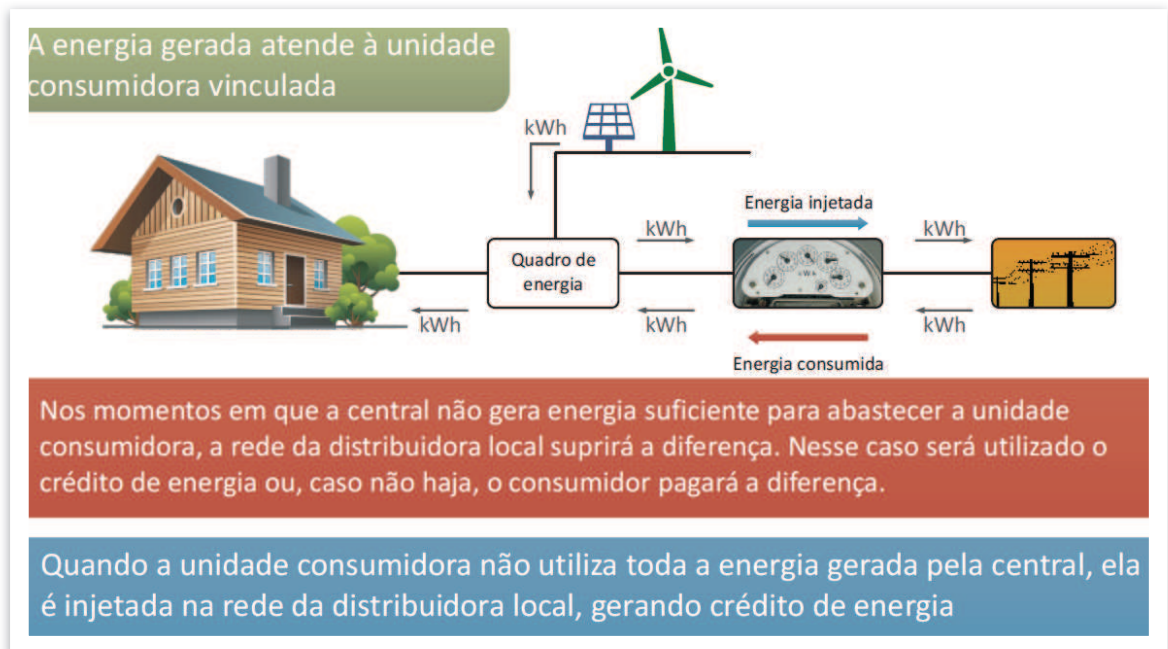 A energia gerada atende à unidade
consumidora vinculada
kWh
Energia injetada
kWh
kWh
Quadro de
energia
kWh
kWh
kWh
kWh
Energia consumida
Nos momentos em que a central não gera energia suficiente para abastecer a unidade
consumidora, a rede da distribuidora local suprirá a diferença. Nesse caso será utilizado o
crédito de energia ou, caso não haja, o consumidor pagará a diferença.
Quando a unidade consumidora não utiliza toda a energia gerada pela central, ela
é injetada na rede da distribuidora local, gerando crédito de energia